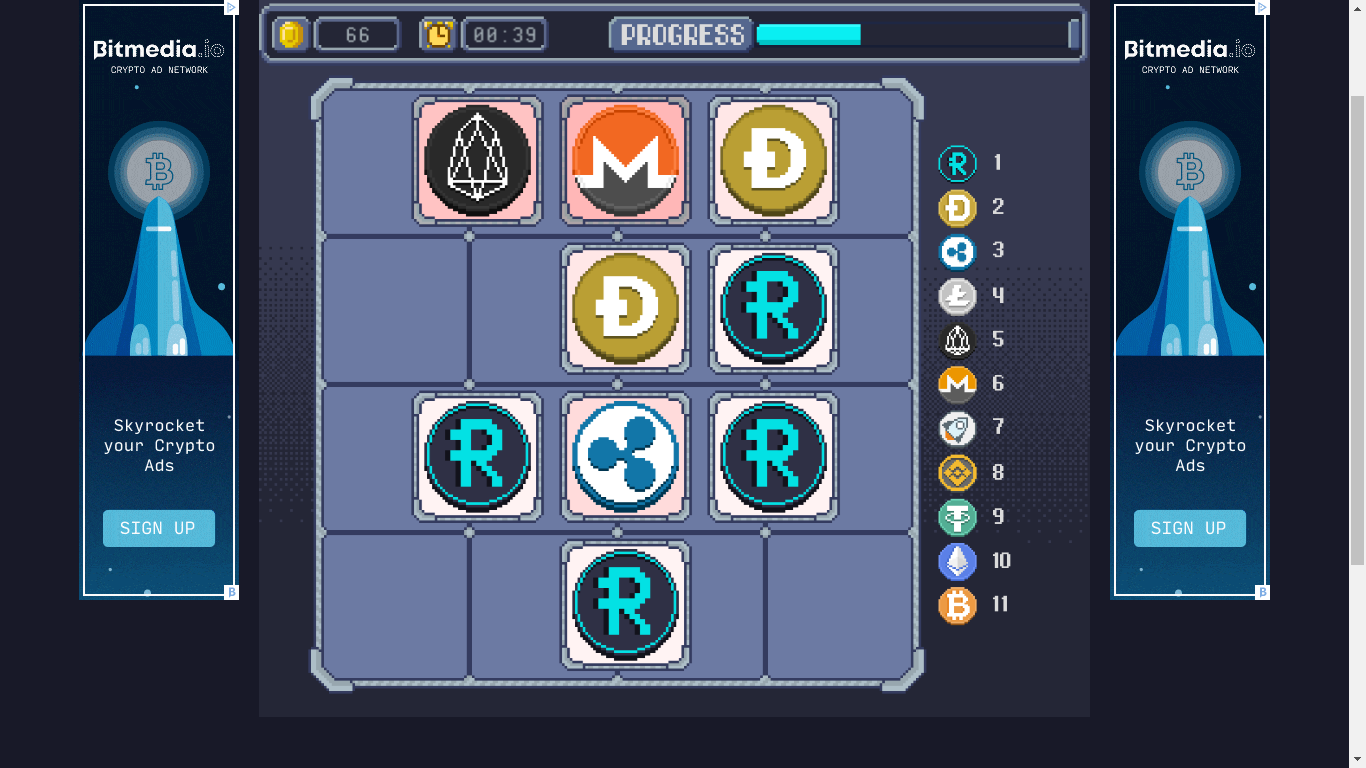 Bitmedia.io
CRYPTO AD NETWORK
Skyrocket
your Crypto
Ads
SIGN UP
66
00:39
PROGRESS
1
2
3
4
5
6
7
8
9
10
11
Bitmedia.io
CRYPTO AD NETWORK
Skyrocket
your Crypto
Ads
SIGN UP